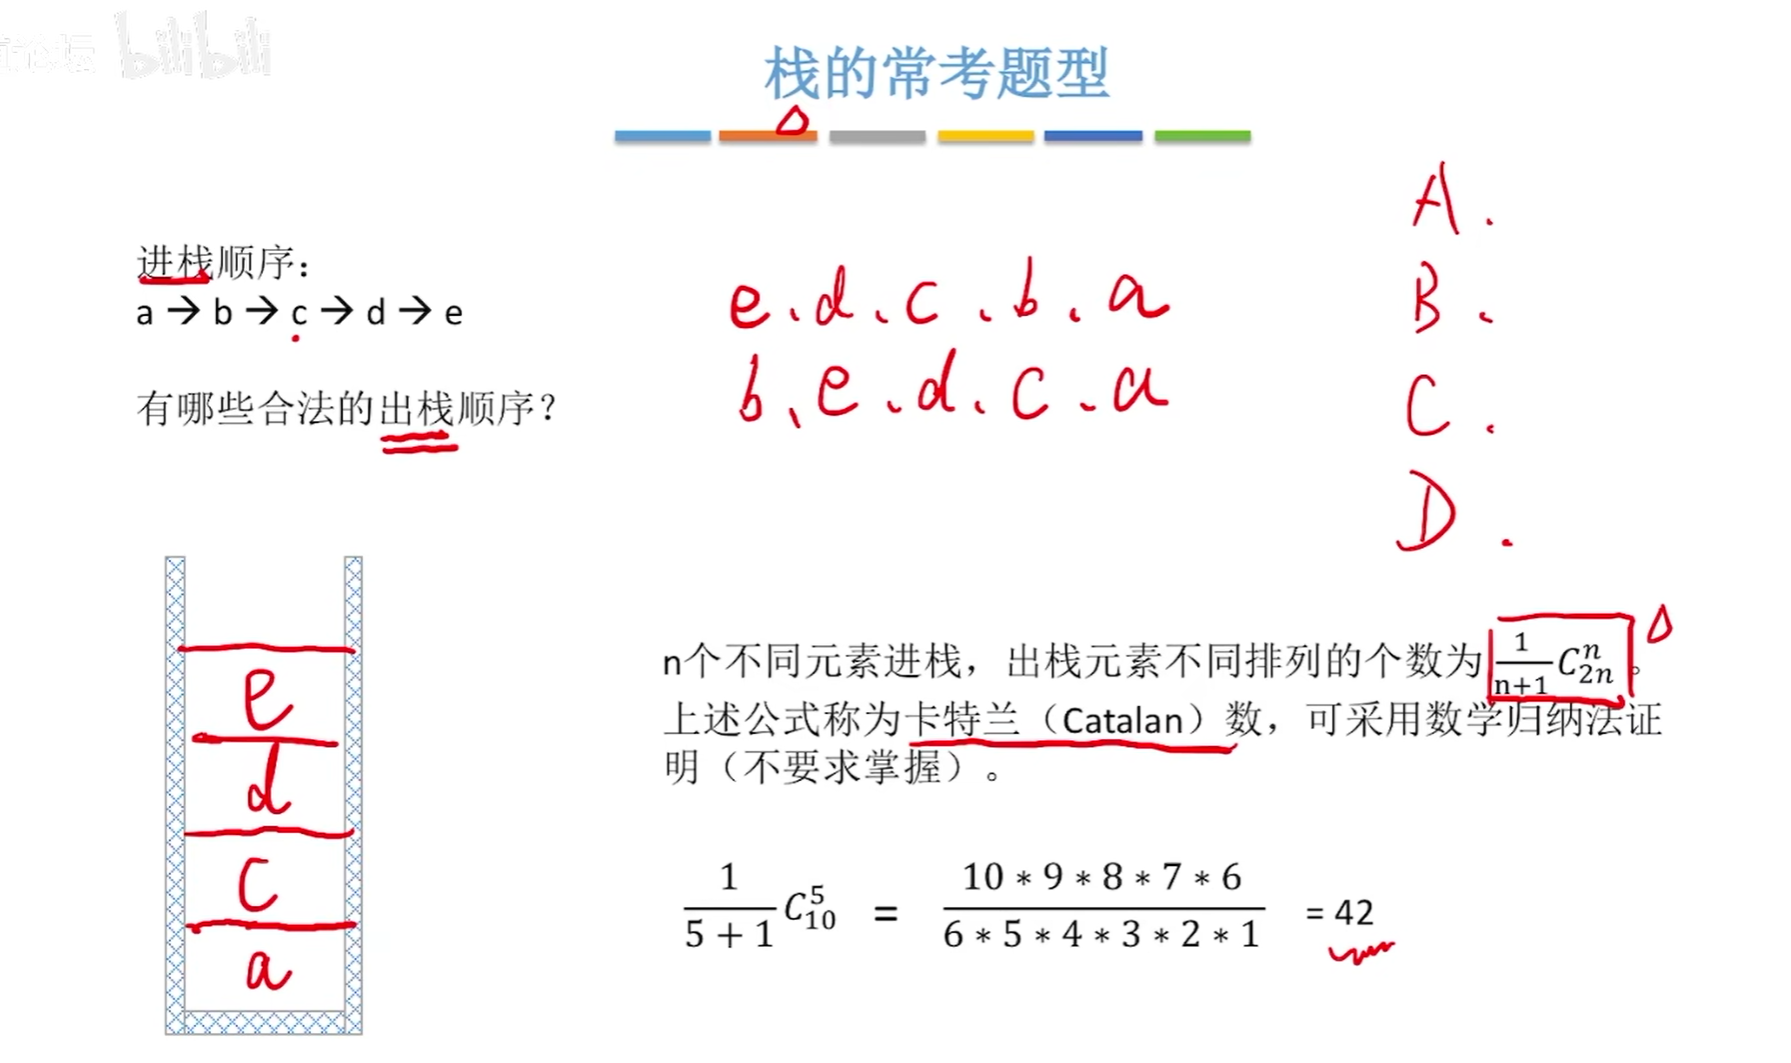 论坛 bilibili
栈的常考题型
进栈顺序：
a → b → c → d → e
有哪些合法的出栈顺序？
e、d、c、b、a
b、e、d、c、a
A.
B.
C.
D.
e
d
c
a
n个不同元素进栈，出栈元素不同排列的个数为 $\frac{1}{n+1}C_{2n}^{n}$。
上述公式称为卡特兰（Catalan）数，可采用数学归纳法证
明（不要求掌握）。
$\frac{1}{5+1}C_{10}^{5} = \frac{10*9*8*7*6}{6*5*4*3*2*1} = 42$